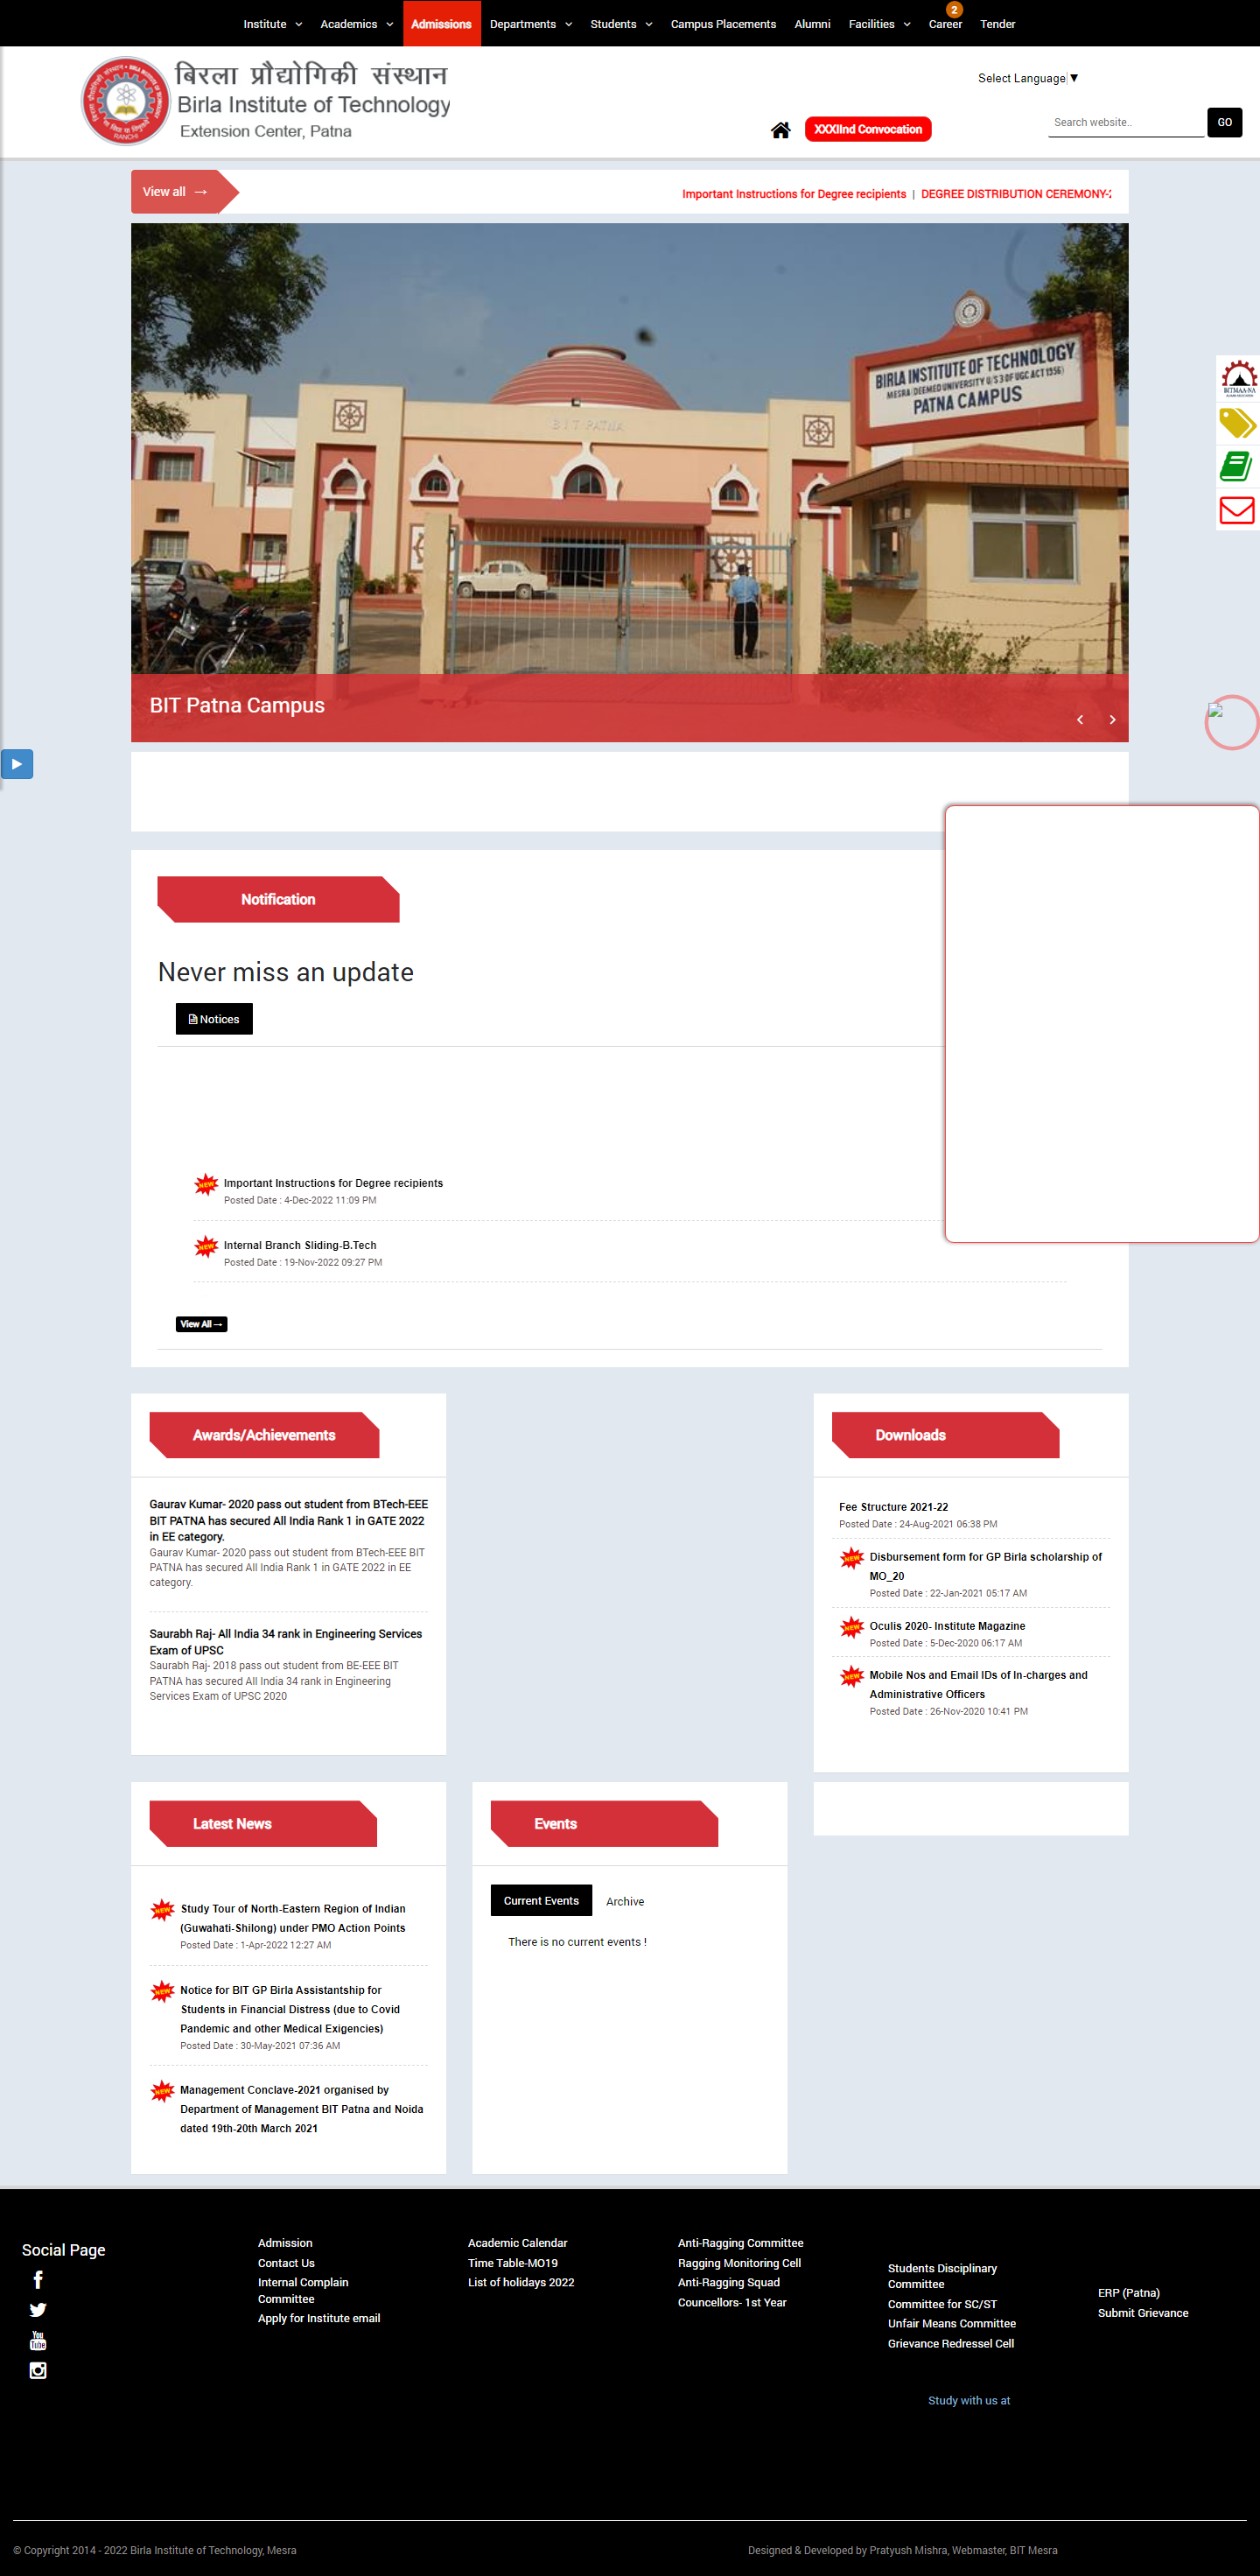 Institute Academics Admissions Departments Students Campus Placements Alumni Facilities Career 2 Tender
बिरला प्रौद्योगिकी संस्थान
Birla Institute of Technology
Extension Center, Patna
RANCHI
Select Language ▼
XXXIInd Convocation
Search website..
GO
View all →
Important Instructions for Degree recipients | DEGREE DISTRIBUTION CEREMONY-
BIRLA INSTITUTE OF TECHNOLOGY
MESRA (DEEMED UNIVERSITY U/S 3 OF UGC ACT 1956)
PATNA CAMPUS
BIT PATNA
BITMAA-NA
BIT Patna Campus
Notification
Never miss an update
Notices
NEW Important Instructions for Degree recipients
Posted Date : 4-Dec-2022 11:09 PM
NEW Internal Branch Sliding-B.Tech
Posted Date : 19-Nov-2022 09:27 PM
View All →
Awards/Achievements
Gaurav Kumar- 2020 pass out student from BTech-EEE
BIT PATNA has secured All India Rank 1 in GATE 2022
in EE category.
Gaurav Kumar- 2020 pass out student from BTech-EEE BIT
PATNA has secured All India Rank 1 in GATE 2022 in EE
category.
Saurabh Raj- All India 34 rank in Engineering Services
Exam of UPSC
Saurabh Raj- 2018 pass out student from BE-EEE BIT
PATNA has secured All India 34 rank in Engineering
Services Exam of UPSC 2020
Downloads
Fee Structure 2021-22
Posted Date : 24-Aug-2021 06:38 PM
NEW Disbursement form for GP Birla scholarship of
MO_20
Posted Date : 22-Jan-2021 05:17 AM
NEW Oculis 2020- Institute Magazine
Posted Date : 5-Dec-2020 06:17 AM
NEW Mobile Nos and Email IDs of In-charges and
Administrative Officers
Posted Date : 26-Nov-2020 10:41 PM
Latest News
NEW Study Tour of North-Eastern Region of Indian
(Guwahati-Shilong) under PMO Action Points
Posted Date : 1-Apr-2022 12:27 AM
NEW Notice for BIT GP Birla Assistantship for
Students in Financial Distress (due to Covid
Pandemic and other Medical Exigencies)
Posted Date : 30-May-2021 07:36 AM
NEW Management Conclave-2021 organised by
Department of Management BIT Patna and Noida
dated 19th-20th March 2021
Events
Current Events Archive
There is no current events !
Social Page
You Tube
Admission
Contact Us
Internal Complain
Committee
Apply for Institute email
Academic Calendar
Time Table-MO19
List of holidays 2022
Anti-Ragging Committee
Ragging Monitoring Cell
Anti-Ragging Squad
Councellors- 1st Year
Students Disciplinary
Committee
Committee for SC/ST
Unfair Means Committee
Grievance Redressel Cell
ERP (Patna)
Submit Grievance
Study with us at
© Copyright 2014 - 2022 Birla Institute of Technology, Mesra
Designed & Developed by Pratyush Mishra, Webmaster, BIT Mesra